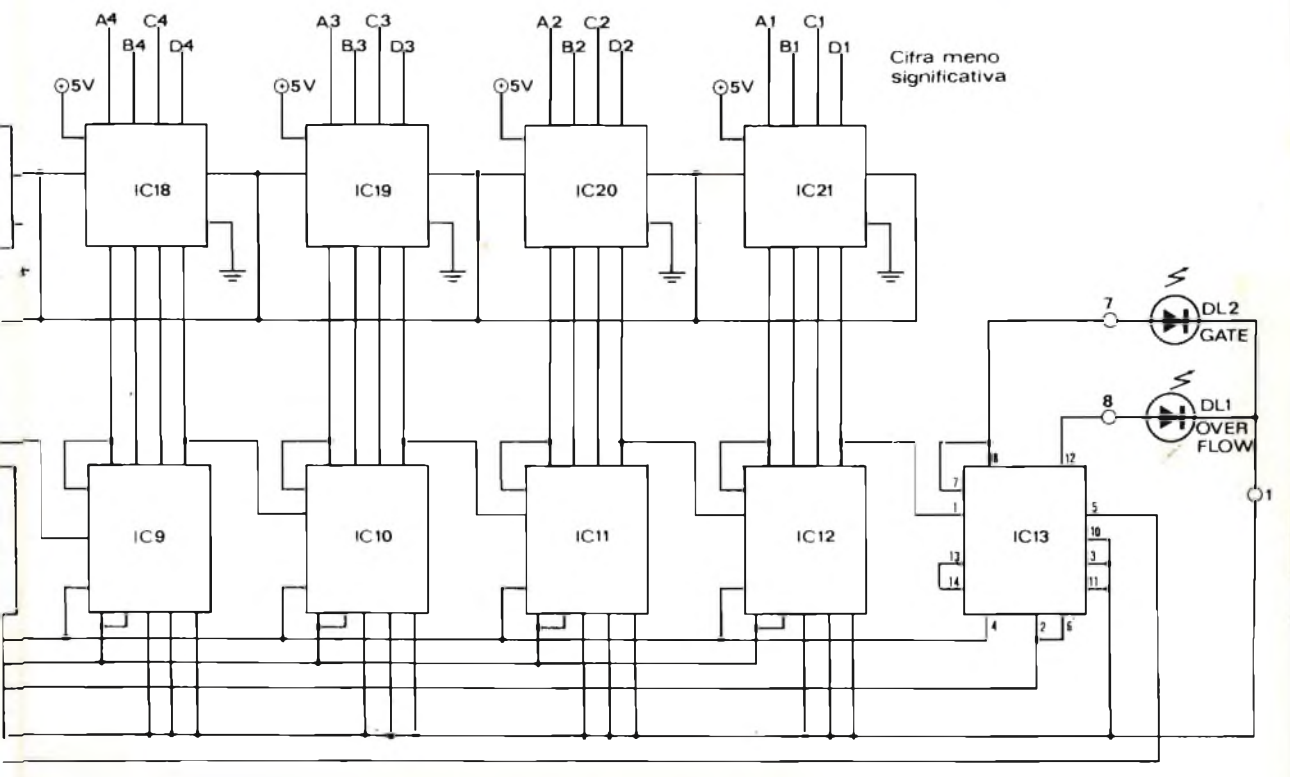 A4 C4 A3 C3 A2 C2 A1 C1
B4 D4 B3 D3 B2 D2 B1 D1
Cifra meno
significativa
5V 5V 5V 5V
IC18 IC19 IC20 IC21
7 DL2
GATE
8 DL1
OVER
FLOW
12
7
1 5
1
IC9 IC10 IC11 IC12 IC13
10
13 3
14 11
4 2 6